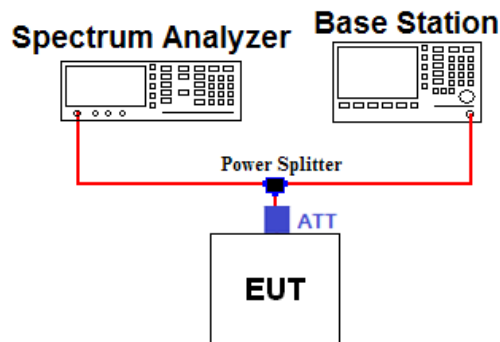 Spectrum Analyzer
Base Station
Power Splitter
ATT
EUT